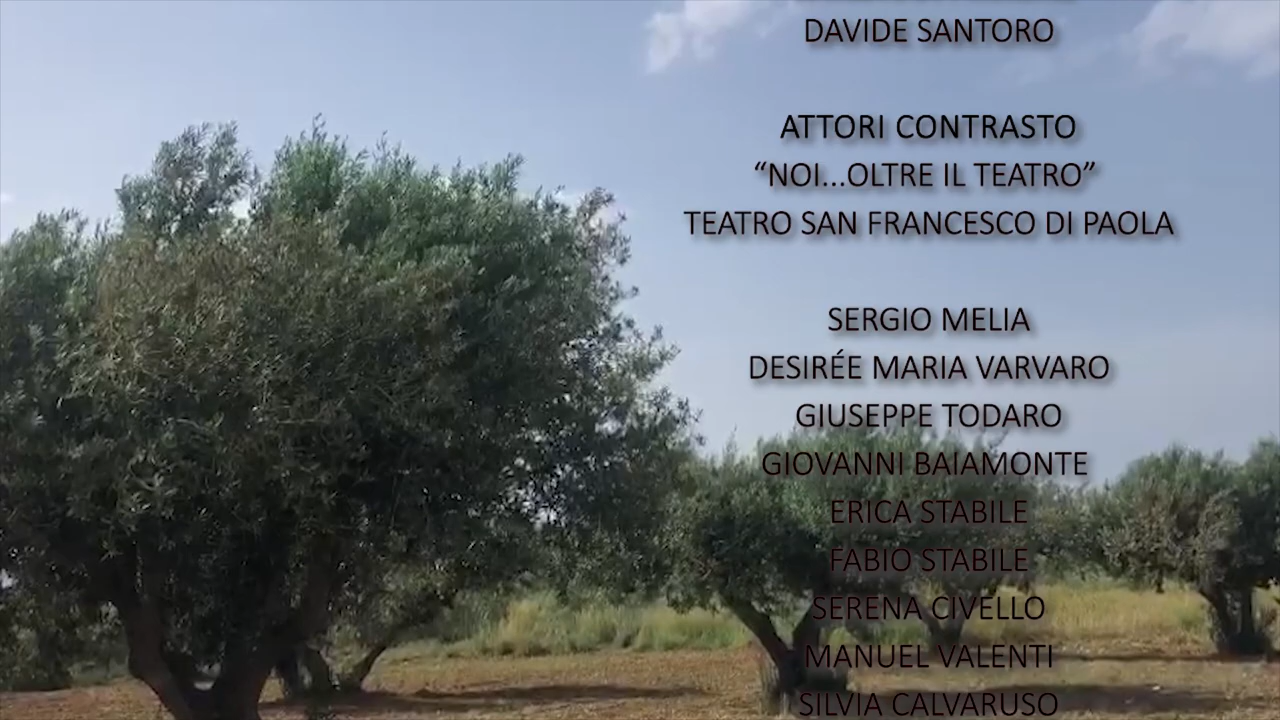 DAVIDE SANTORO
ATTORI CONTRASTO
“NOI...OLTRE IL TEATRO”
TEATRO SAN FRANCESCO DI PAOLA
SERGIO MELIA
DESIRÉE MARIA VARVARO
GIUSEPPE TODARO
GIOVANNI BAIAMONTE
ERICA STABILE
FABIO STABILE
SERENA CIVELLO
MANUEL VALENTI
SILVIA CALVARUSO